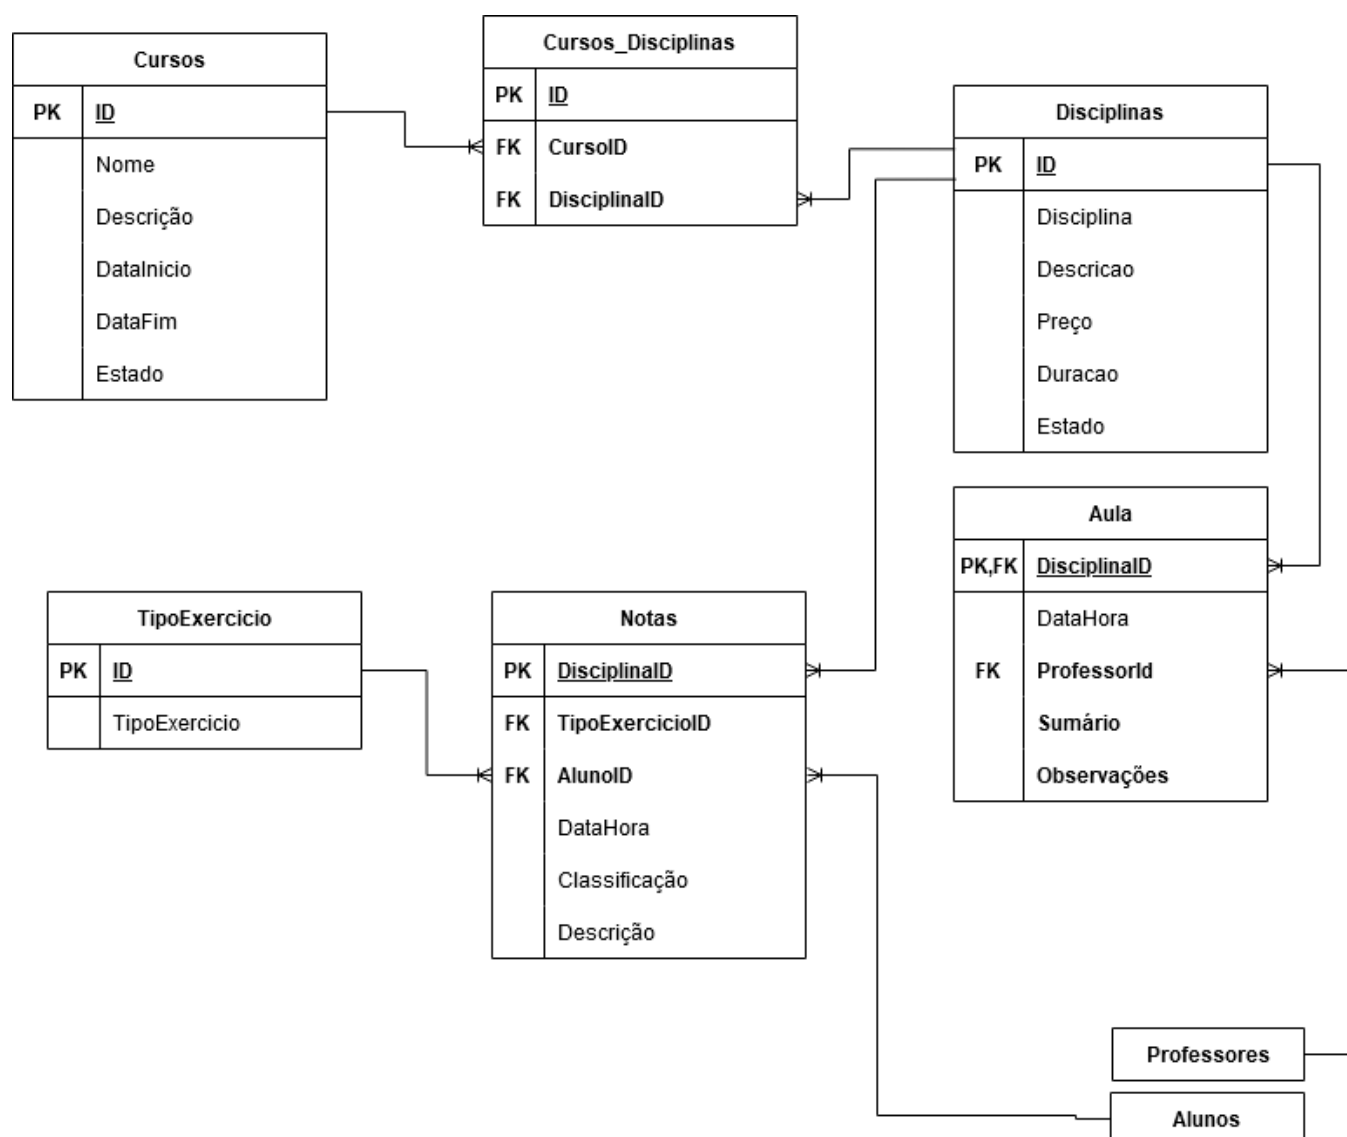 Cursos
PK ID
Nome
Descrição
DataInicio
DataFim
Estado
Cursos_Disciplinas
PK ID
FK CursoID
FK DisciplinaID
Disciplinas
PK ID
Disciplina
Descricao
Preço
Duracao
Estado
Aula
PK,FK DisciplinaID
DataHora
FK ProfessorId
Sumário
Observações
TipoExercicio
PK ID
TipoExercicio
Notas
PK DisciplinaID
FK TipoExercicioID
FK AlunoID
DataHora
Classificação
Descrição
Professores
Alunos